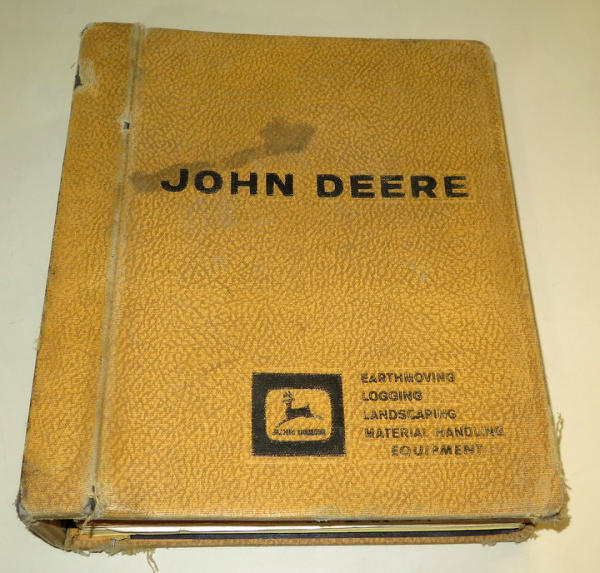 JOHN DEERE
EARTHMOVING
LOGGING
LANDSCAPING
MATERIAL HANDLING
EQUIPMENT